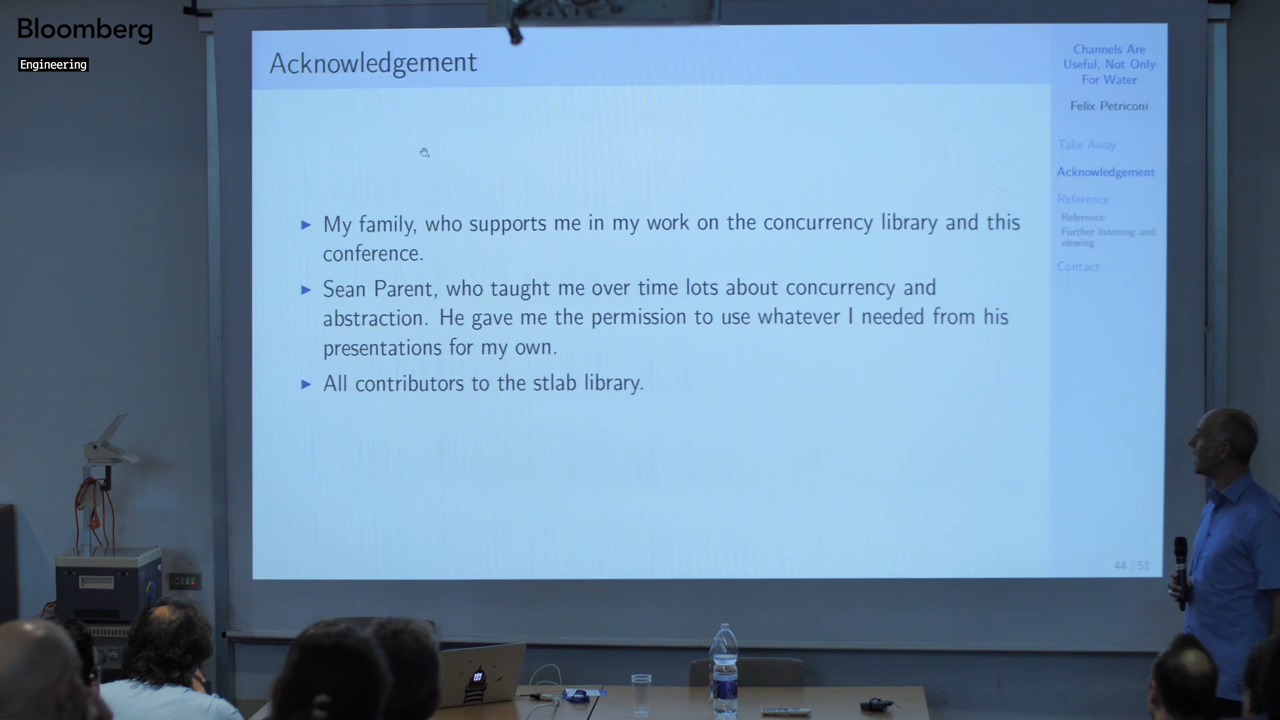 Bloomberg
Engineering
Acknowledgement
▶ My family, who supports me in my work on the concurrency library and this
conference.
▶ Sean Parent, who taught me over time lots about concurrency and
abstraction. He gave me the permission to use whatever I needed from his
presentations for my own.
▶ All contributors to the stlab library.
Channels Are
Useful, Not Only
For Water
Felix Petriconi
Take Away
Acknowledgement
Reference
Reference
Further listening and
viewing
Contact
44 / 51